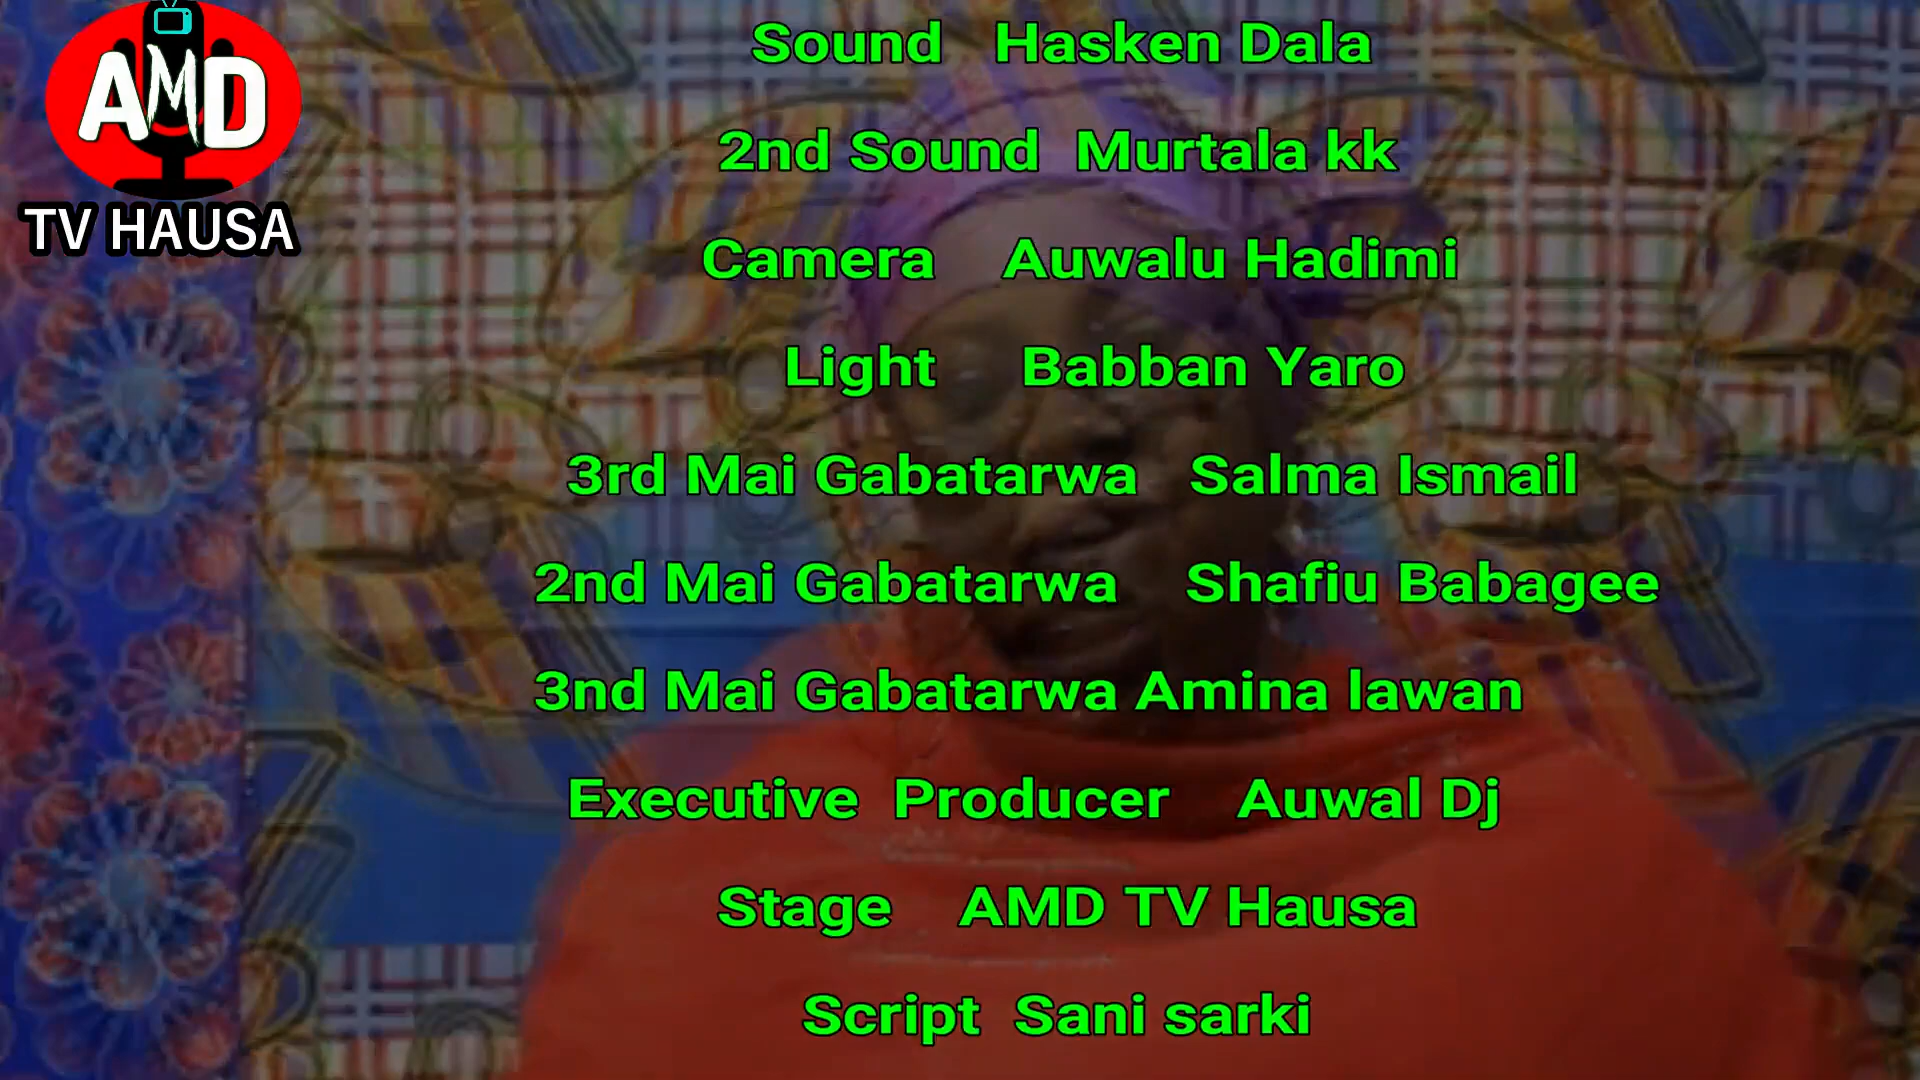 AMD
TV HAUSA
Sound Hasken Dala
2nd Sound Murtala kk
Camera Auwalu Hadimi
Light Babban Yaro
3rd Mai Gabatarwa Salma Ismail
2nd Mai Gabatarwa Shafiu Babagee
3nd Mai Gabatarwa Amina lawan
Executive Producer Auwal Dj
Stage AMD TV Hausa
Script Sani sarki